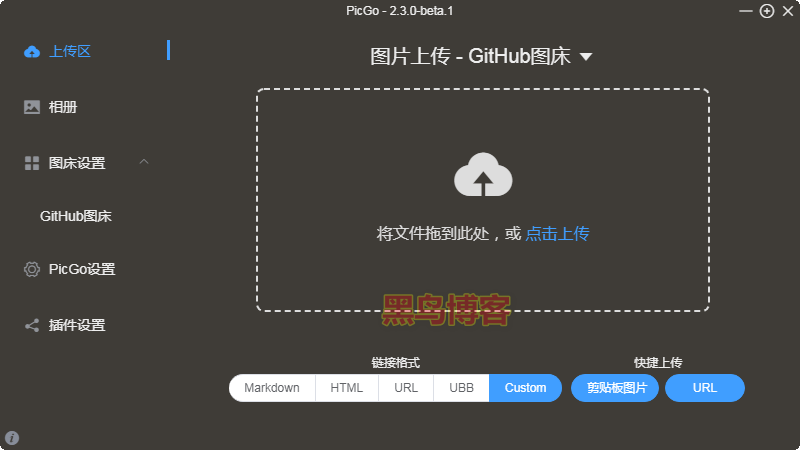 PicGo - 2.3.0-beta.1
上传区
相册
图床设置
GitHub图床
PicGo设置
插件设置
图片上传 - GitHub图床
将文件拖到此处，或 点击上传
黑鸟博客
链接格式
Markdown HTML URL UBB Custom
快捷上传
剪贴板图片 URL